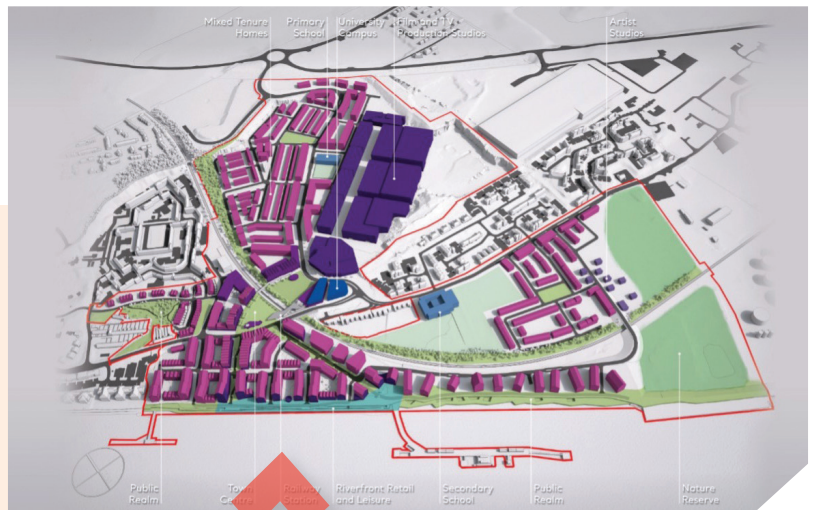 Mixed Tenure
Homes
Primary
School
University
Campus
Film and TV
Production Studios
Artist
Studios
Public
Realm
Town
Centre
Railway
Station
Riverfront Retail
and Leisure
Secondary
School
Public
Realm
Nature
Reserve